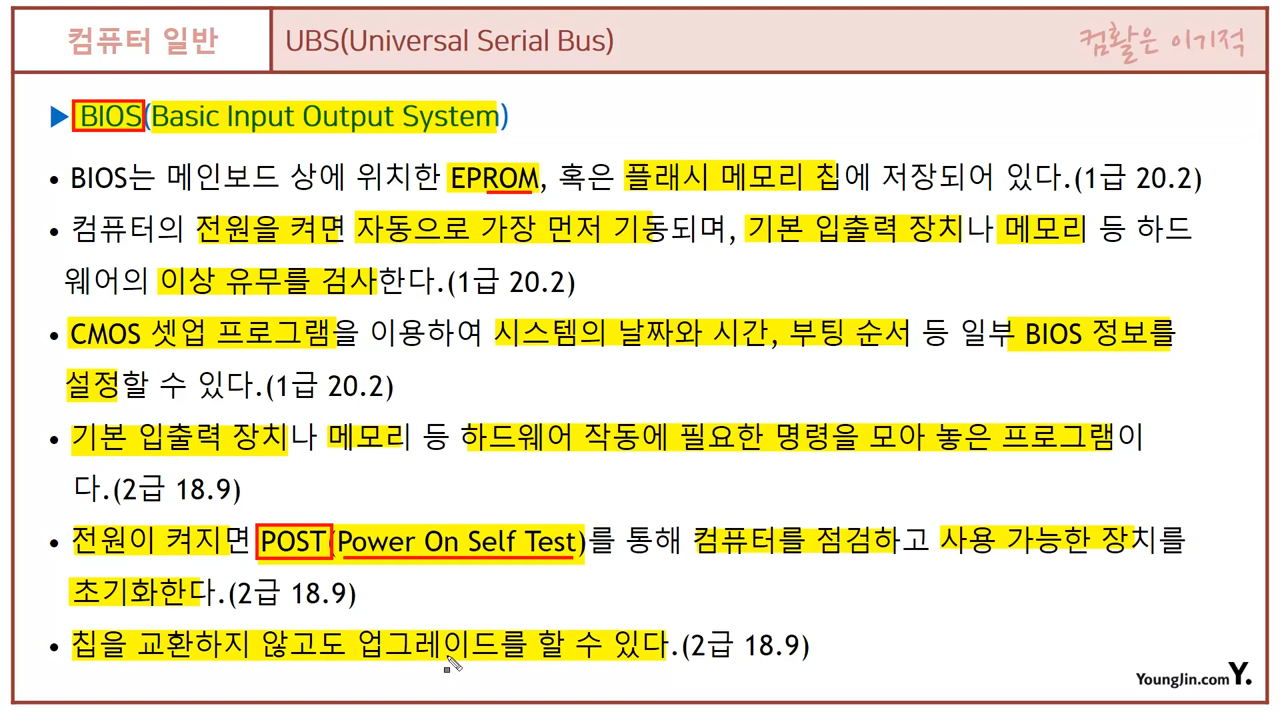 컴퓨터 일반
UBS(Universal Serial Bus)
컴활은 이기적
▶ BIOS(Basic Input Output System)
• BIOS는 메인보드 상에 위치한 EPROM, 혹은 플래시 메모리 칩에 저장되어 있다.(1급 20.2)
• 컴퓨터의 전원을 켜면 자동으로 가장 먼저 기동되며, 기본 입출력 장치나 메모리 등 하드
웨어의 이상 유무를 검사한다.(1급 20.2)
• CMOS 셋업 프로그램을 이용하여 시스템의 날짜와 시간, 부팅 순서 등 일부 BIOS 정보를
설정할 수 있다.(1급 20.2)
• 기본 입출력 장치나 메모리 등 하드웨어 작동에 필요한 명령을 모아 놓은 프로그램이
다.(2급 18.9)
• 전원이 켜지면 POST(Power On Self Test)를 통해 컴퓨터를 점검하고 사용 가능한 장치를
초기화한다.(2급 18.9)
• 칩을 교환하지 않고도 업그레이드를 할 수 있다.(2급 18.9)
YoungJin.com Y.